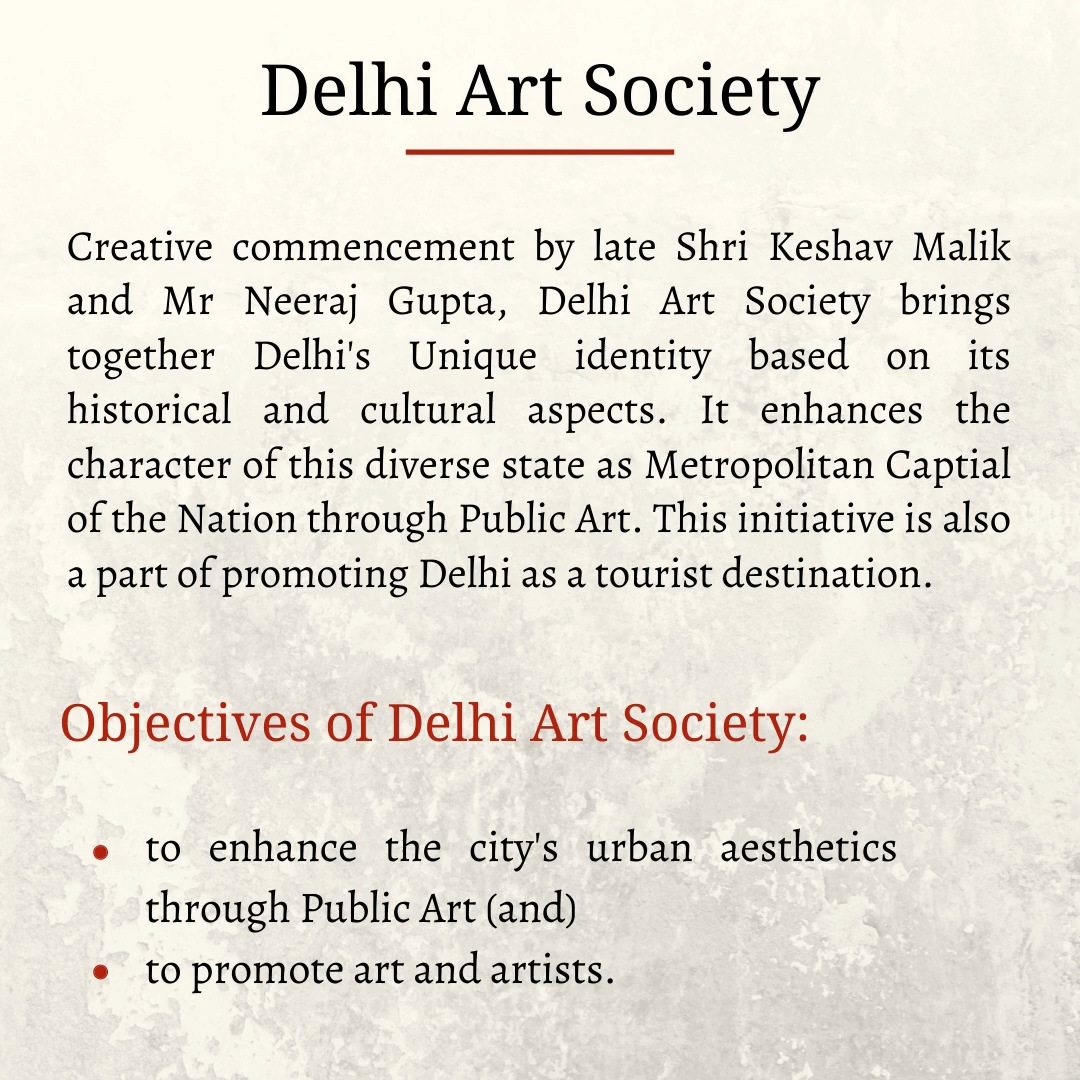 Delhi Art Society
Creative commencement by late Shri Keshav Malik
and Mr Neeraj Gupta, Delhi Art Society brings
together Delhi's Unique identity based on its
historical and cultural aspects. It enhances the
character of this diverse state as Metropolitan Captial
of the Nation through Public Art. This initiative is also
a part of promoting Delhi as a tourist destination.
Objectives of Delhi Art Society:
• to enhance the city's urban aesthetics
through Public Art (and)
• to promote art and artists.